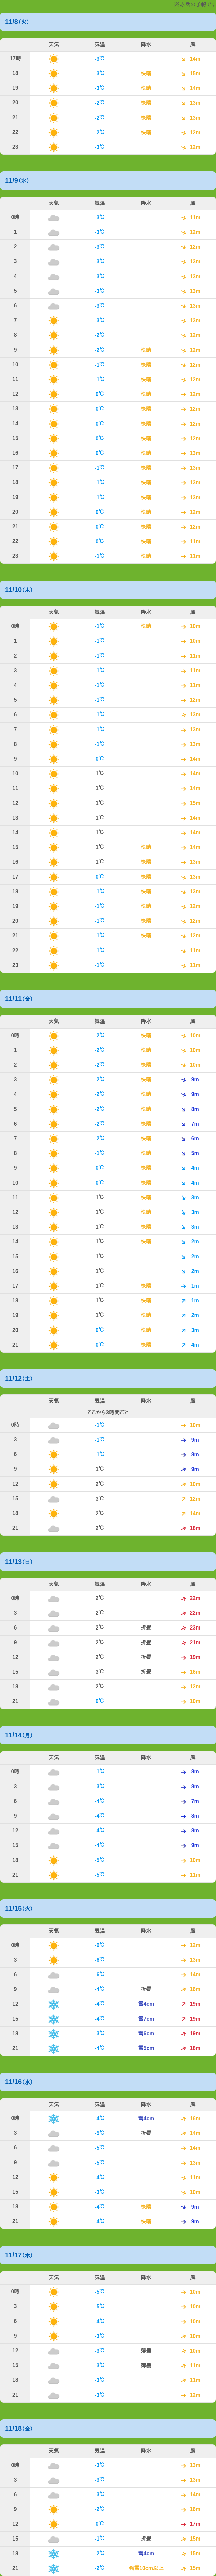 ※氷点の予報です
11/8(火)
天気 気温 降水 風
17時 -3℃ 14m
18 -3℃ 快晴 15m
19 -3℃ 快晴 14m
20 -2℃ 快晴 13m
21 -2℃ 快晴 13m
22 -2℃ 快晴 12m
23 -3℃ 12m
11/9(水)
天気 気温 降水 風
0時 -3℃ 11m
1 -3℃ 12m
2 -3℃ 12m
3 -3℃ 13m
4 -3℃ 13m
5 -3℃ 12m
6 -3℃ 13m
7 -3℃ 13m
8 -2℃ 12m
9 -2℃ 快晴 12m
10 -1℃ 快晴 12m
11 -1℃ 快晴 12m
12 0℃ 快晴 12m
13 0℃ 快晴 12m
14 0℃ 快晴 12m
15 0℃ 快晴 12m
16 0℃ 快晴 13m
17 -1℃ 快晴 13m
18 -1℃ 快晴 13m
19 -1℃ 快晴 13m
20 0℃ 快晴 12m
21 0℃ 快晴 12m
22 0℃ 快晴 11m
23 -1℃ 快晴 11m
11/10(木)
天気 気温 降水 風
0時 -1℃ 快晴 10m
1 -1℃ 10m
2 -1℃ 11m
3 -1℃ 11m
4 -1℃ 11m
5 -1℃ 12m
6 -1℃ 13m
7 -1℃ 13m
8 -1℃ 13m
9 0℃ 14m
10 1℃ 14m
11 1℃ 14m
12 1℃ 15m
13 1℃ 14m
14 1℃ 14m
15 1℃ 快晴 14m
16 1℃ 快晴 13m
17 0℃ 快晴 13m
18 -1℃ 快晴 13m
19 -1℃ 快晴 12m
20 -1℃ 快晴 12m
21 -1℃ 快晴 12m
22 -1℃ 11m
23 -1℃ 11m
11/11(金)
天気 気温 降水 風
0時 -2℃ 快晴 10m
1 -2℃ 快晴 10m
2 -2℃ 快晴 10m
3 -2℃ 快晴 9m
4 -2℃ 快晴 9m
5 -2℃ 快晴 8m
6 -2℃ 快晴 7m
7 -2℃ 快晴 6m
8 -1℃ 快晴 5m
9 0℃ 快晴 4m
10 0℃ 快晴 4m
11 1℃ 快晴 3m
12 1℃ 快晴 3m
13 1℃ 快晴 3m
14 1℃ 快晴 2m
15 1℃ 2m
16 1℃ 2m
17 1℃ 快晴 1m
18 1℃ 快晴 1m
19 1℃ 快晴 2m
20 0℃ 快晴 3m
21 0℃ 快晴 4m
11/12(土)
天気 気温 降水 風
ここから3時間ごと
0時 -1℃ 10m
3 -1℃ 9m
6 -1℃ 8m
9 1℃ 9m
12 2℃ 10m
15 3℃ 12m
18 2℃ 14m
21 2℃ 18m
11/13(日)
天気 気温 降水 風
0時 2℃ 22m
3 2℃ 22m
6 2℃ 折曇 23m
9 2℃ 折曇 21m
12 2℃ 折曇 19m
15 3℃ 折曇 16m
18 2℃ 12m
21 0℃ 10m
11/14(月)
天気 気温 降水 風
0時 -1℃ 8m
3 -3℃ 8m
6 -4℃ 7m
9 -4℃ 8m
12 -4℃ 8m
15 -4℃ 9m
18 -5℃ 10m
21 -5℃ 11m
11/15(火)
天気 気温 降水 風
0時 -6℃ 12m
3 -6℃ 13m
6 -6℃ 14m
9 -4℃ 折曇 16m
12 -4℃ 雪4cm 19m
15 -4℃ 雪7cm 19m
18 -3℃ 雪6cm 19m
21 -4℃ 雪5cm 18m
11/16(水)
天気 気温 降水 風
0時 -4℃ 雪4cm 16m
3 -5℃ 折曇 14m
6 -5℃ 14m
9 -5℃ 13m
12 -4℃ 11m
15 -3℃ 10m
18 -4℃ 快晴 9m
21 -4℃ 快晴 9m
11/17(木)
天気 気温 降水 風
0時 -5℃ 10m
3 -5℃ 10m
6 -4℃ 10m
9 -3℃ 10m
12 -3℃ 薄曇 10m
15 -3℃ 薄曇 11m
18 -3℃ 11m
21 -3℃ 12m
11/18(金)
天気 気温 降水 風
0時 -3℃ 13m
3 -3℃ 13m
6 -3℃ 14m
9 -2℃ 16m
12 0℃ 17m
15 -1℃ 折曇 15m
18 -2℃ 雪4cm 15m
21 -2℃ 強雪10cm以上 15m